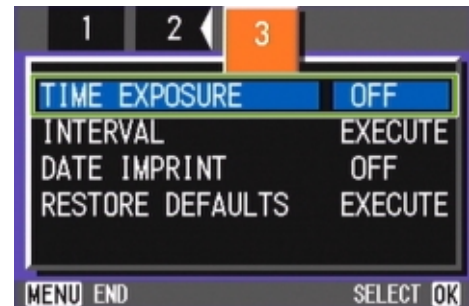 1 2 3
TIME EXPOSURE OFF
INTERVAL EXECUTE
DATE IMPRINT OFF
RESTORE DEFAULTS EXECUTE
MENU END SELECT OK